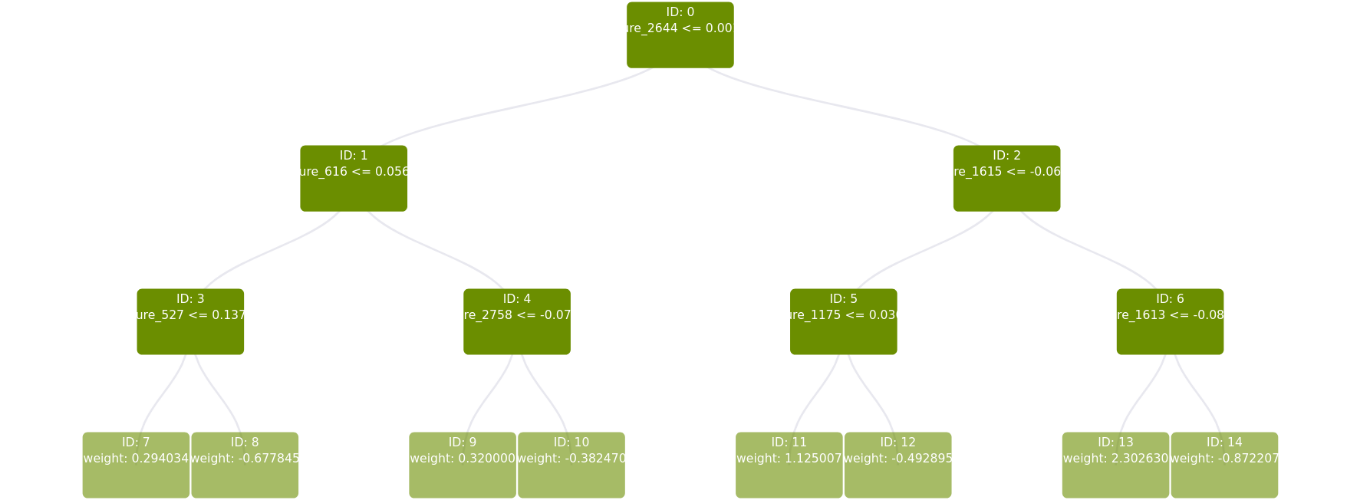 ID: 0
ure_2644 <= 0.00
ID: 1
ure_616 <= 0.056
ID: 2
re_1615 <= -0.06
ID: 3
ure_527 <= 0.137
ID: 4
re_2758 <= -0.07
ID: 5
ure_1175 <= 0.03
ID: 6
re_1613 <= -0.08
ID: 7
weight: 0.294034
ID: 8
weight: -0.677845
ID: 9
weight: 0.320000
ID: 10
weight: -0.382470
ID: 11
weight: 1.125007
ID: 12
weight: -0.492895
ID: 13
weight: 2.302630
ID: 14
weight: -0.872207